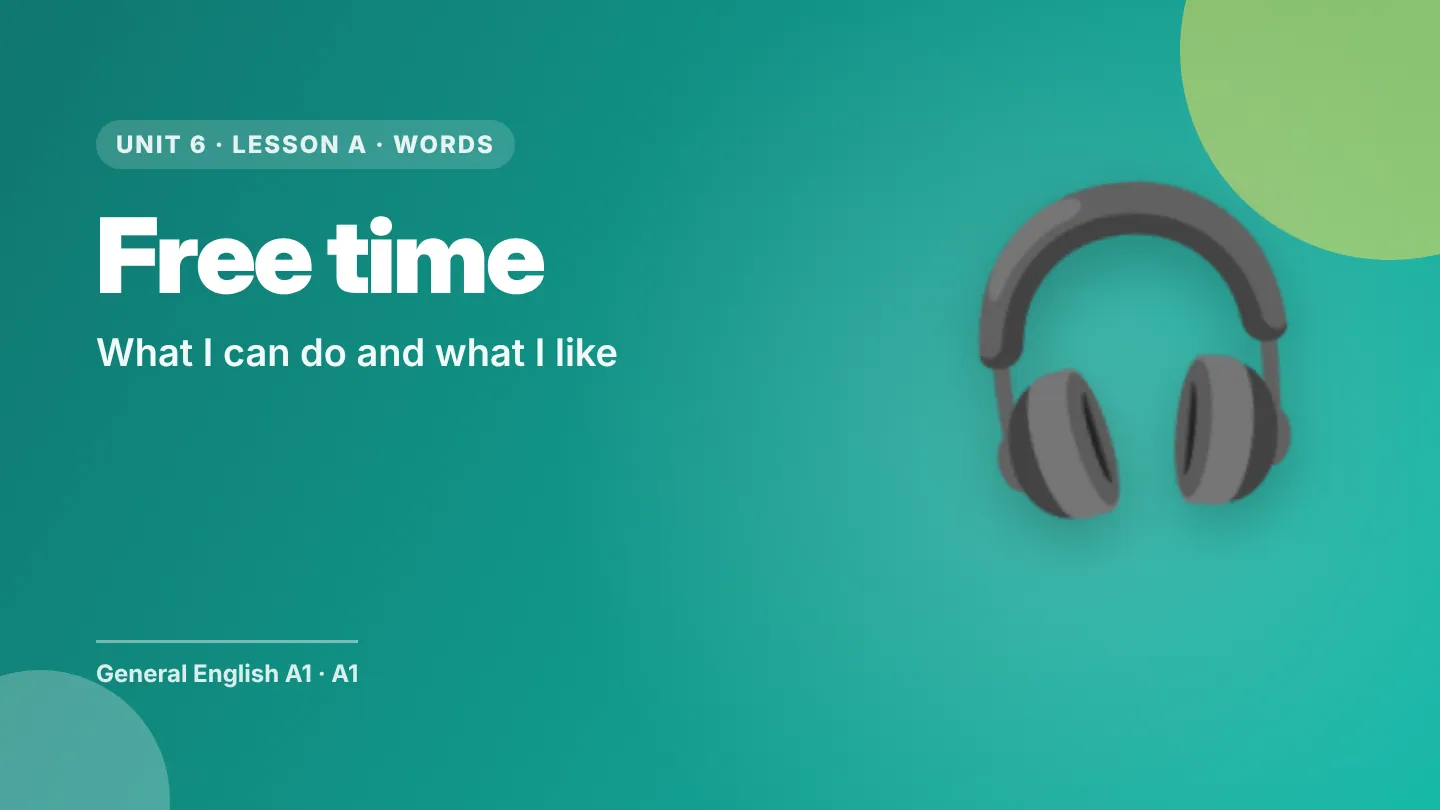 UNIT 6 · LESSON A · WORDS
Free time
What I can do and what I like
General English A1 · A1